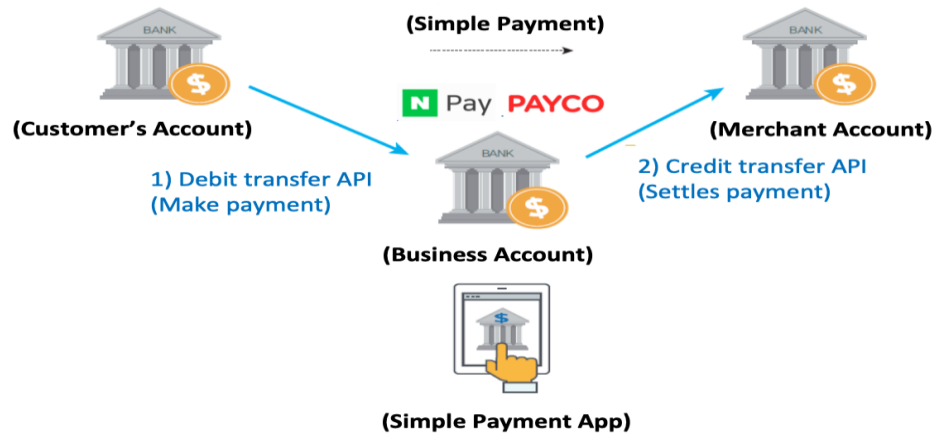 (Simple Payment)
BANK
BANK
N Pay PAYCO
(Customer's Account)
(Merchant Account)
BANK
1) Debit transfer API
(Make payment)
2) Credit transfer API
(Settles payment)
$
$
$
(Business Account)
$
(Simple Payment App)